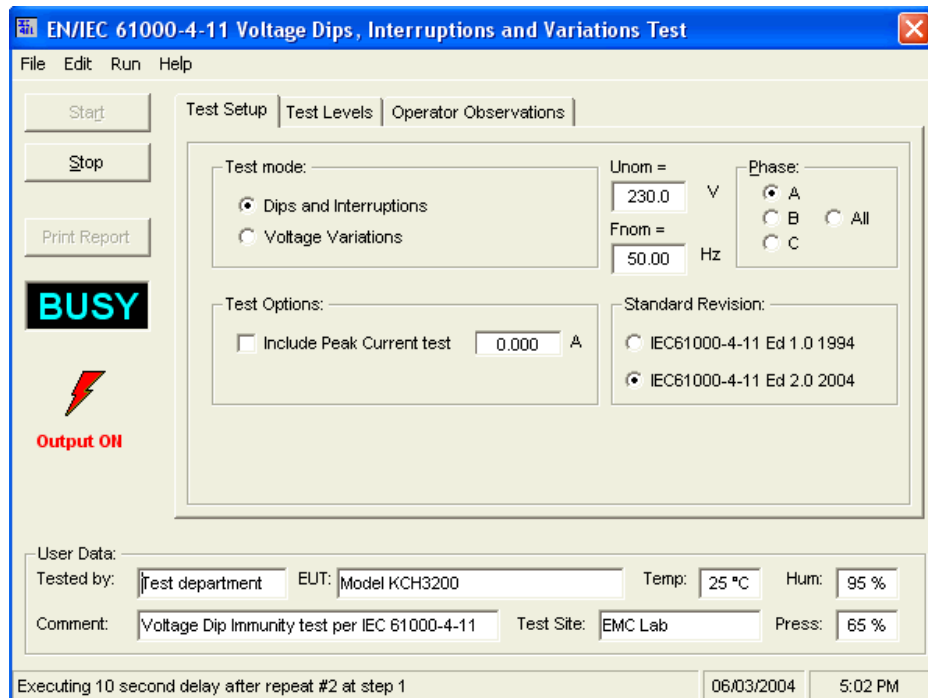 EN/IEC 61000-4-11 Voltage Dips, Interruptions and Variations Test
File Edit Run Help
Start
Stop
Print Report
BUSY
Output ON
Test Setup Test Levels Operator Observations
Test mode:
Dips and Interruptions
Voltage Variations
Unom =
230.0 V
Fnom =
50.00 Hz
Phase:
A
B All
C
Test Options:
Include Peak Current test 0.000 A
Standard Revision:
IEC61000-4-11 Ed 1.0 1994
IEC61000-4-11 Ed 2.0 2004
User Data:
Tested by: Test department EUT: Model KCH3200 Temp: 25 °C Hum: 95 %
Comment: Voltage Dip Immunity test per IEC 61000-4-11 Test Site: EMC Lab Press: 65 %
Executing 10 second delay after repeat #2 at step 1 06/03/2004 5:02 PM